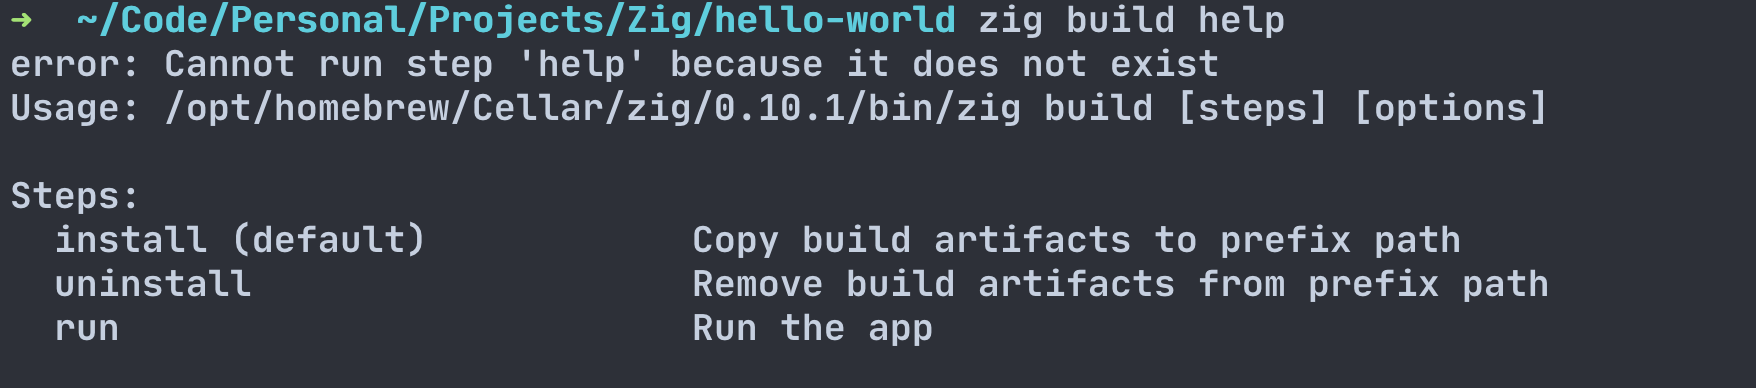 ➜  ~/Code/Personal/Projects/Zig/hello-world zig build help
error: Cannot run step 'help' because it does not exist
Usage: /opt/homebrew/Cellar/zig/0.10.1/bin/zig build [steps] [options]

Steps:
  install (default)            Copy build artifacts to prefix path
  uninstall                    Remove build artifacts from prefix path
  run                          Run the app